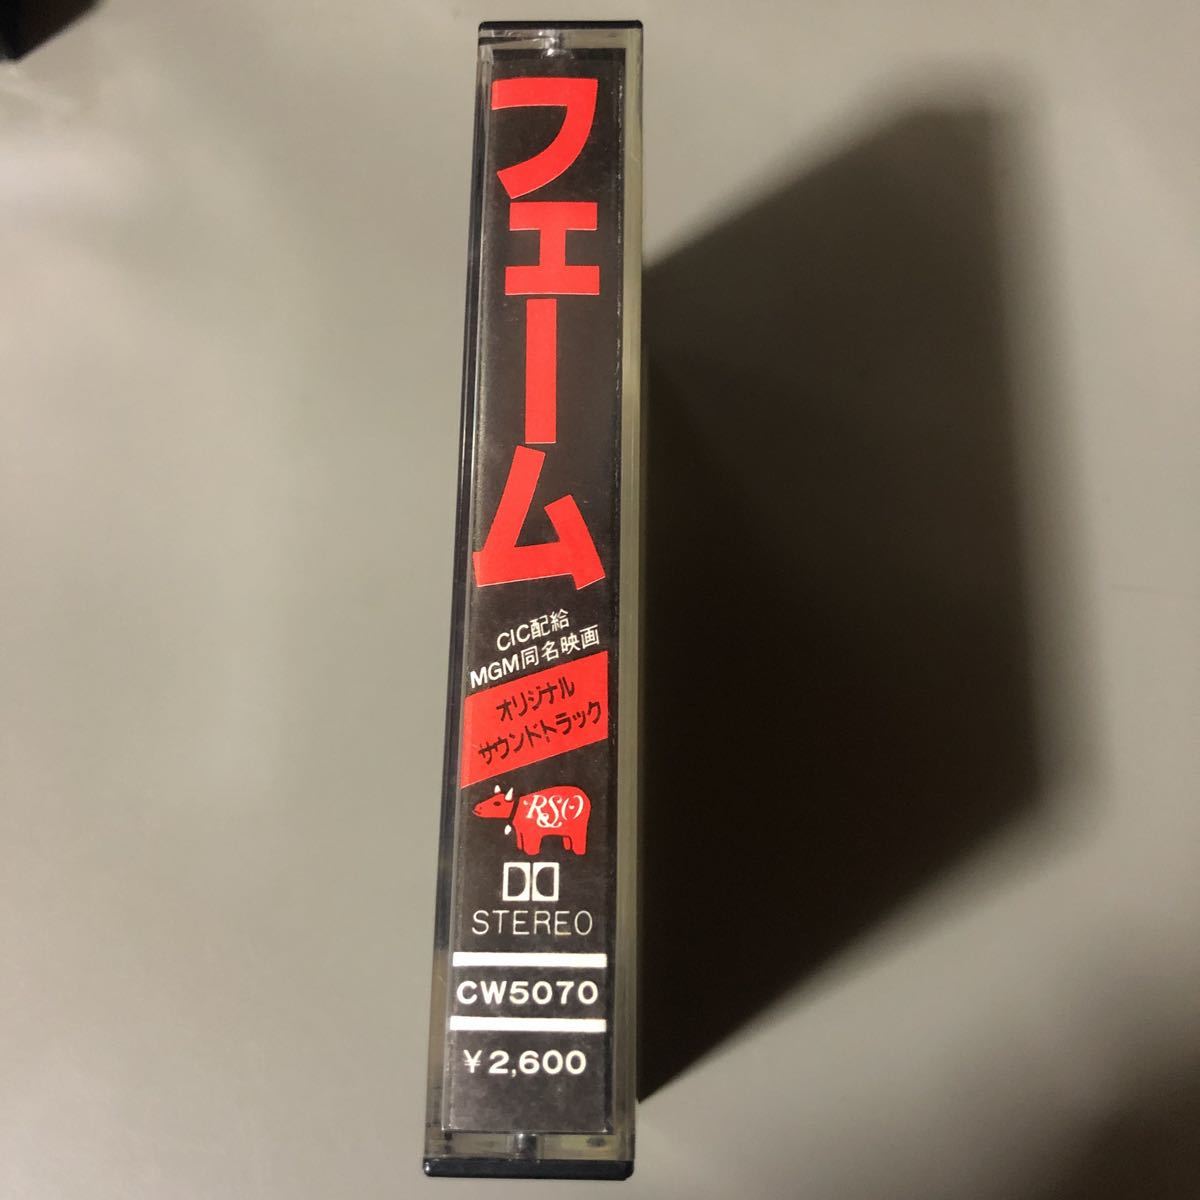 フェーム
CIC配給
MGM同名映画
オリジナル
サウンドトラック
RSO
STEREO
CW5070
¥2,600